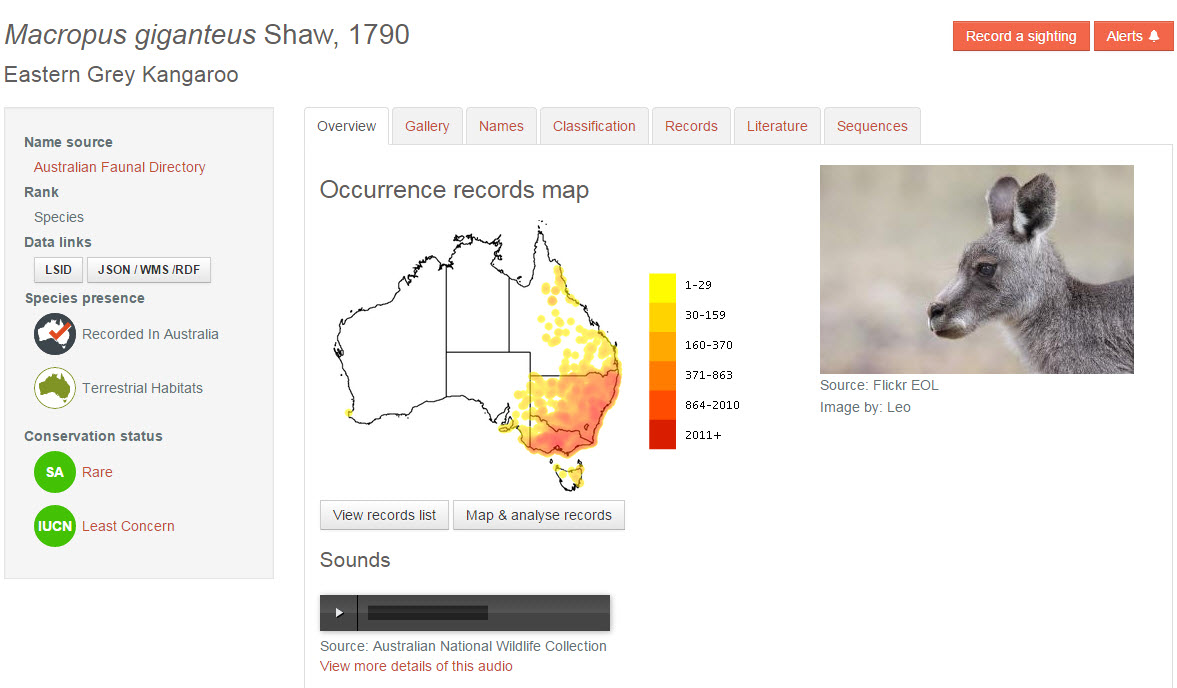 Macropus giganteus Shaw, 1790
Record a sighting
Alerts
Eastern Grey Kangaroo
Name source
Australian Faunal Directory
Rank
Species
Data links
LSID
JSON / WMS /RDF
Species presence
Recorded In Australia
Terrestrial Habitats
Conservation status
SA
Rare
IUCN
Least Concern
Overview
Gallery
Names
Classification
Records
Literature
Sequences
Occurrence records map
1-29
30-159
160-370
371-863
864-2010
2011+
View records list
Map & analyse records
Sounds
Source: Australian National Wildlife Collection
View more details of this audio
Source: Flickr EOL
Image by: Leo